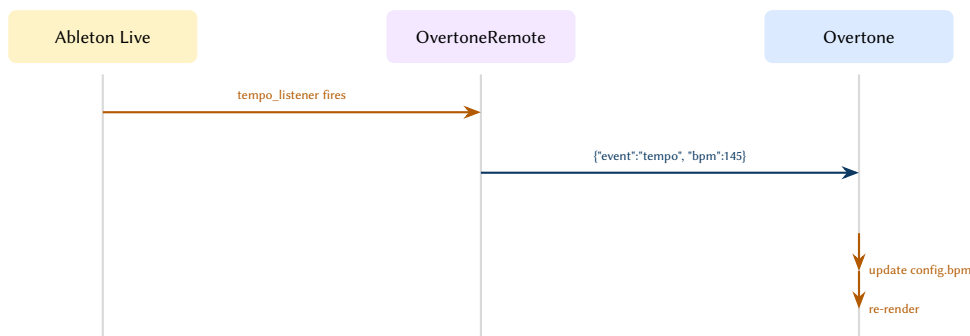 Ableton Live
OvertoneRemote
Overtone
tempo_listener fires
{"event":"tempo", "bpm":145}
update config.bpm
re-render